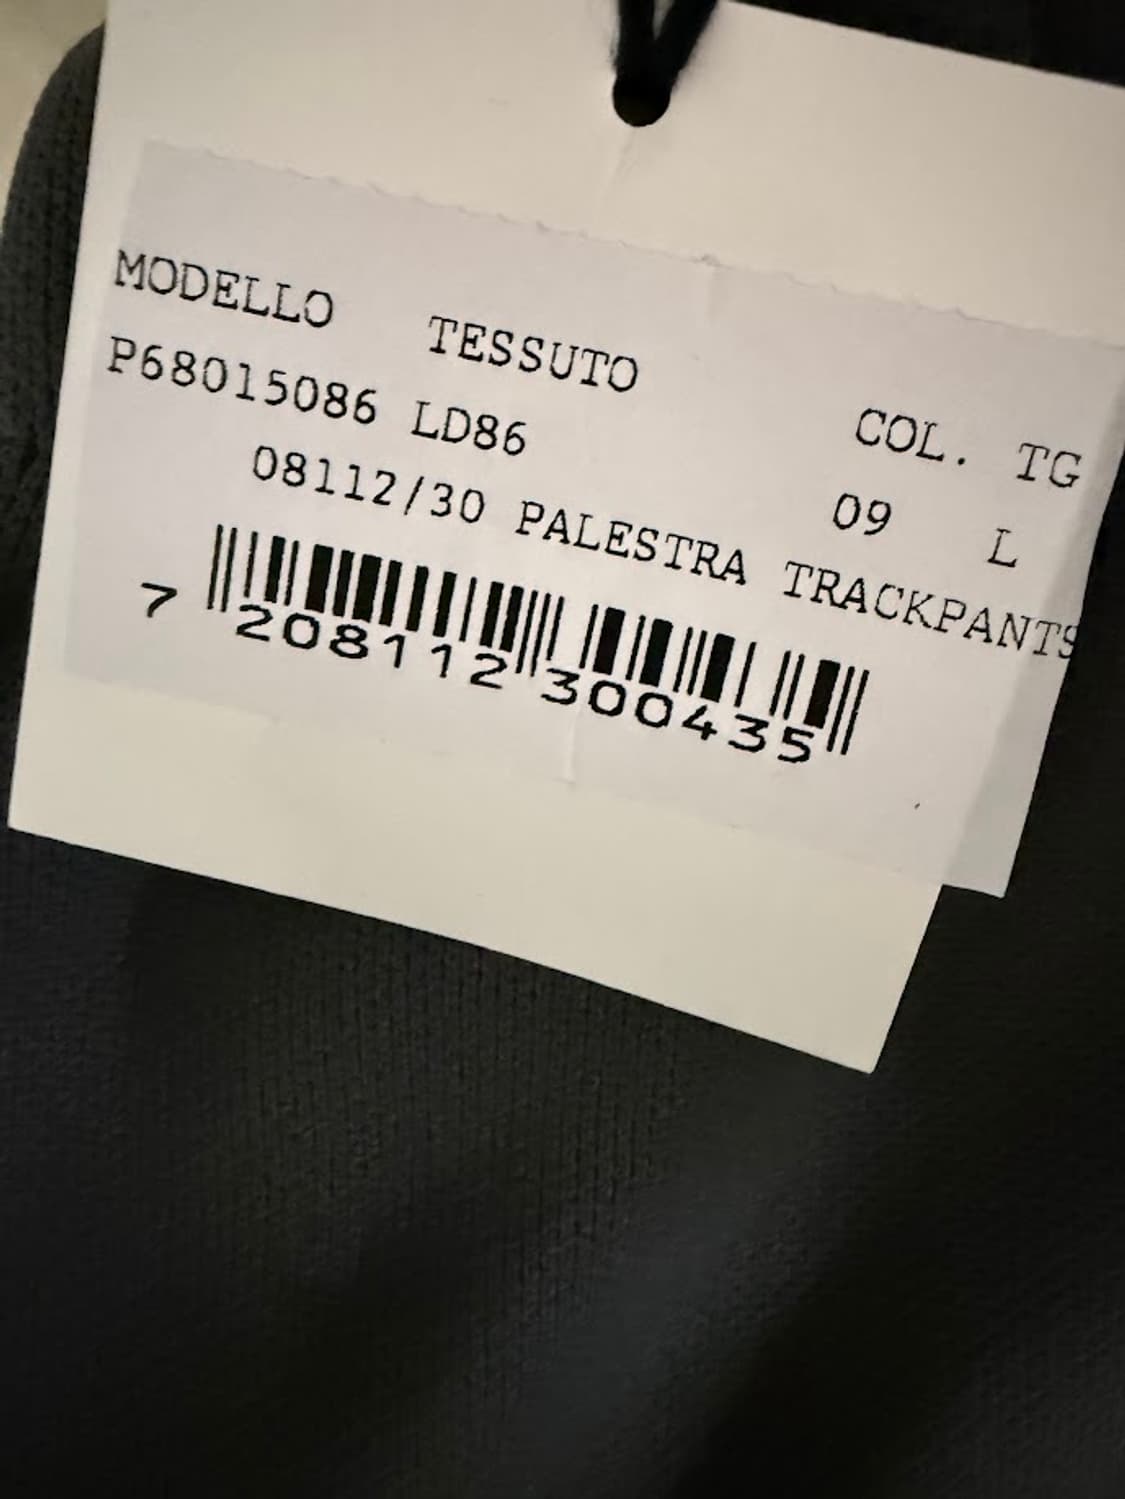 MODELLO TESSUTO COL. TG
P68015086 LD86 09 L
08112/30 PALESTRA TRACKPANTS
7 208112 300435